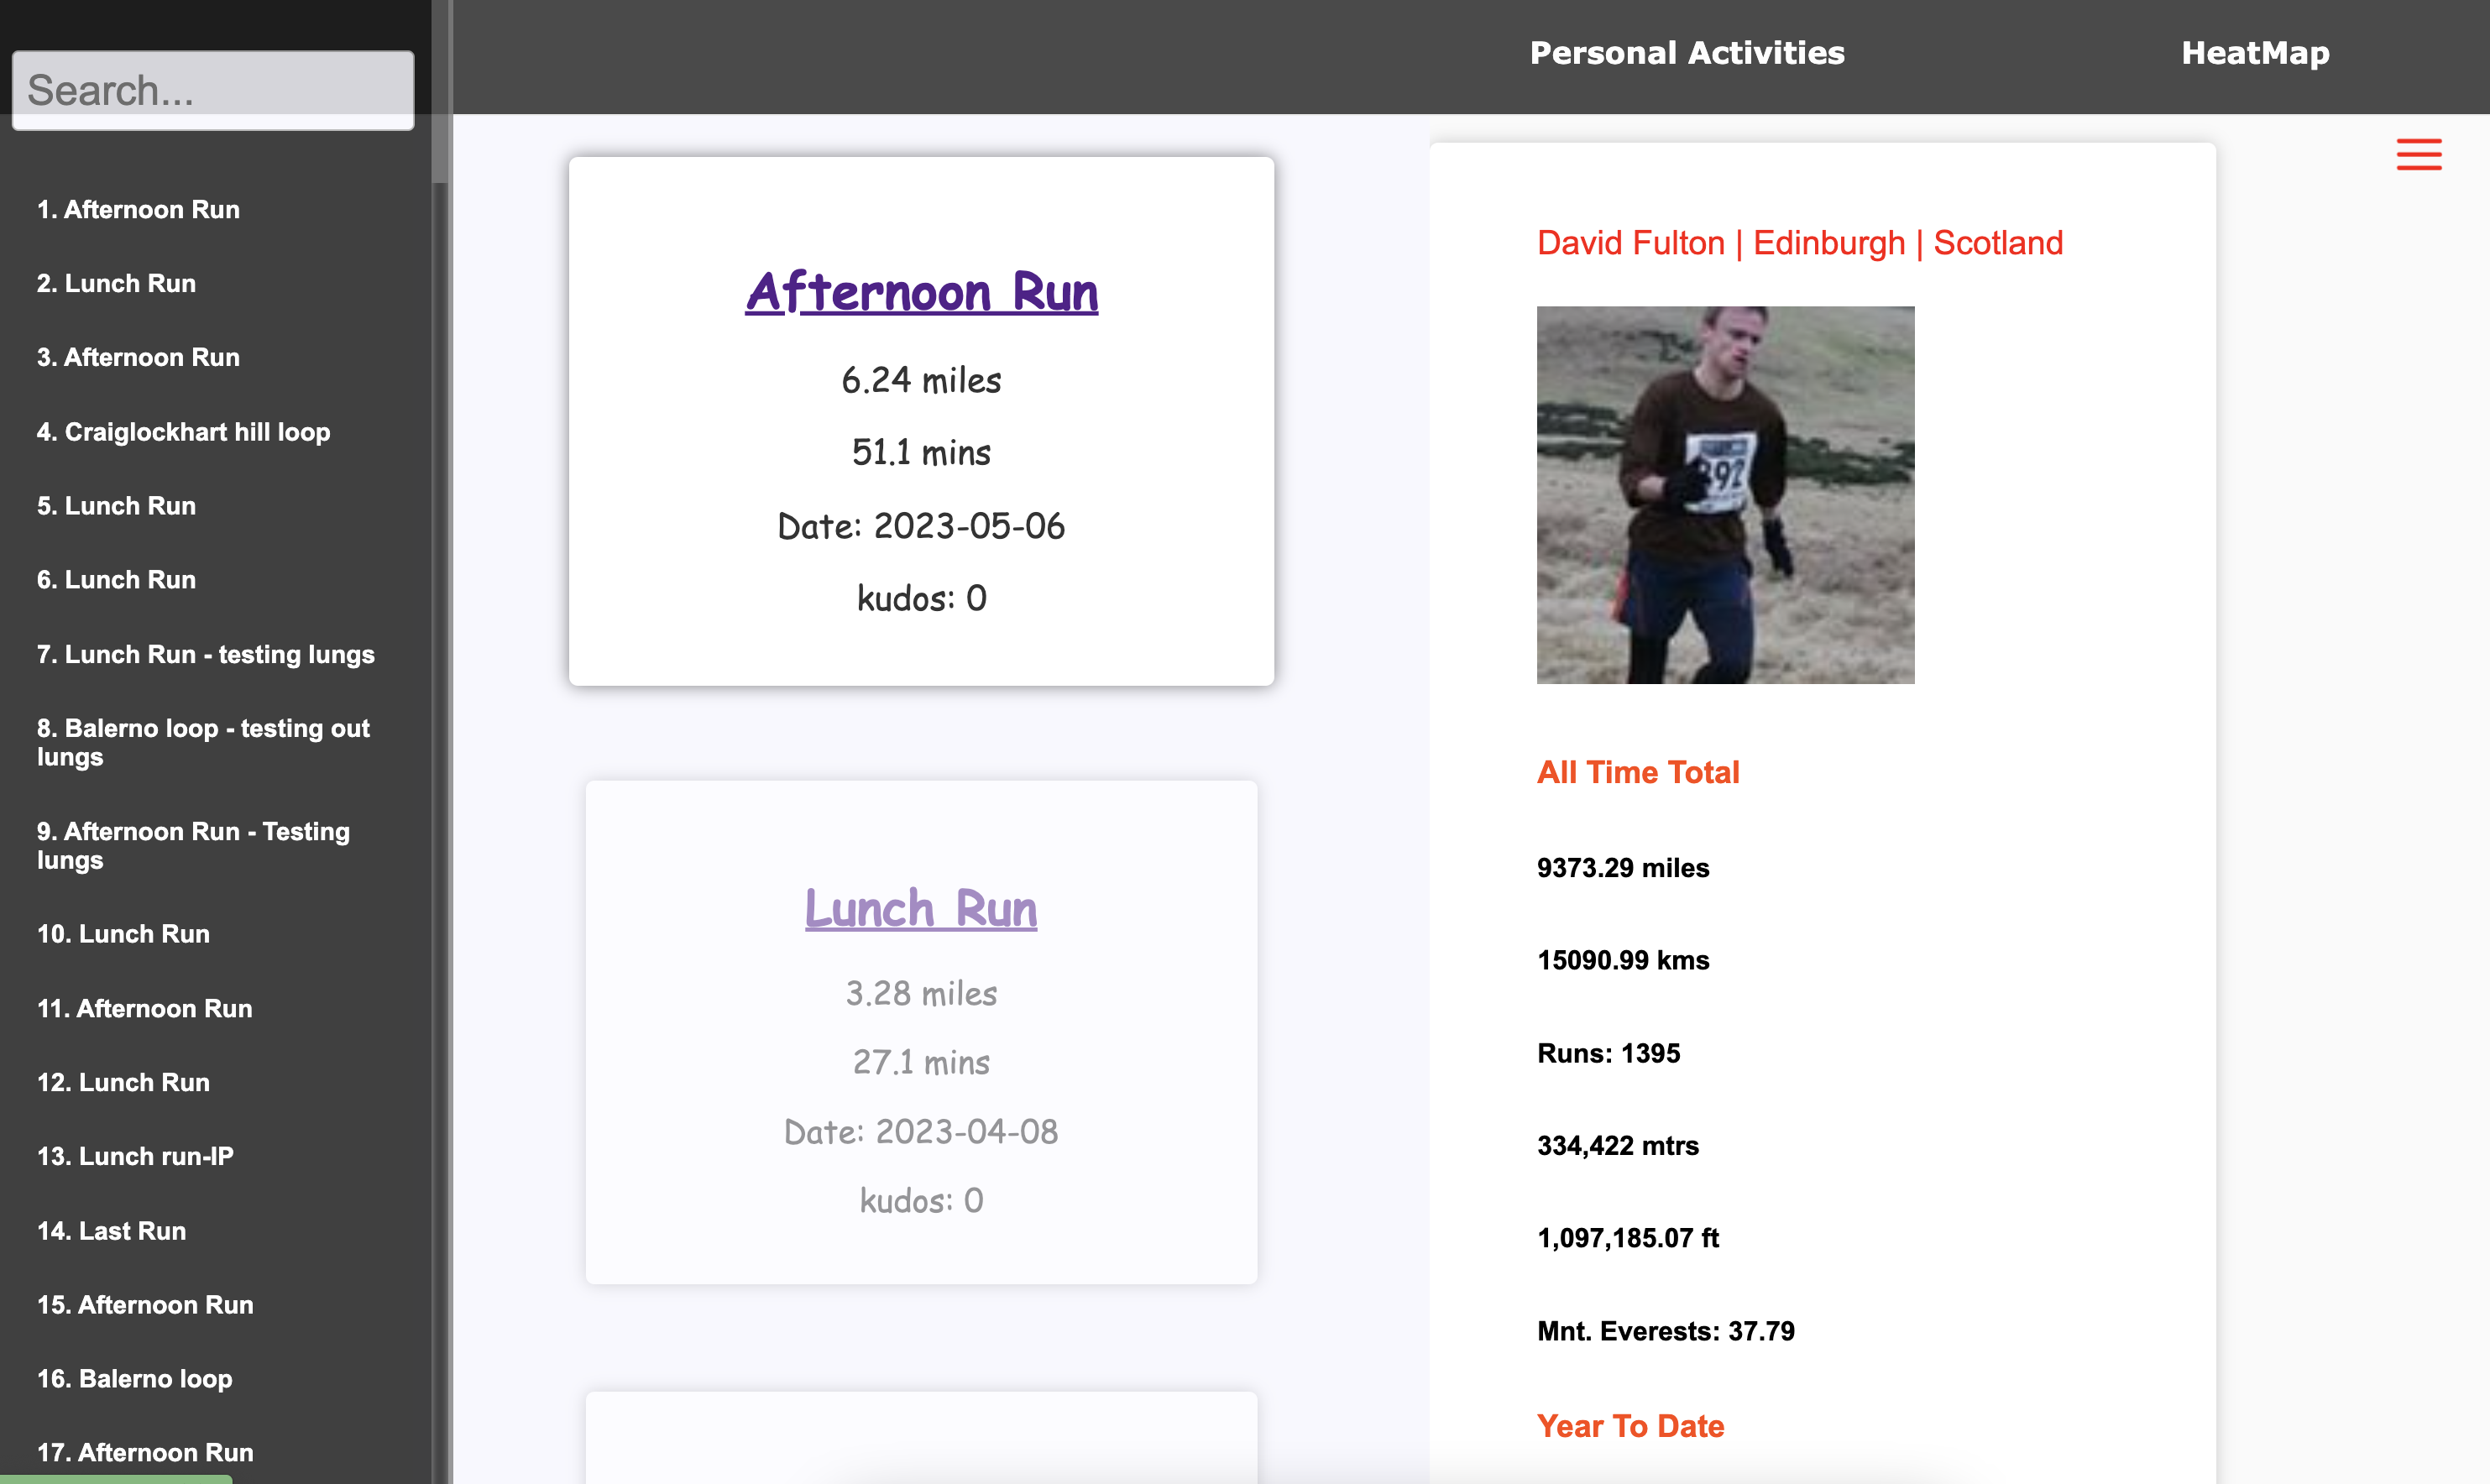 Search...
Personal Activities
HeatMap
1. Afternoon Run
2. Lunch Run
3. Afternoon Run
4. Craiglockhart hill loop
5. Lunch Run
6. Lunch Run
7. Lunch Run - testing lungs
8. Balerno loop - testing out
lungs
9. Afternoon Run - Testing
lungs
10. Lunch Run
11. Afternoon Run
12. Lunch Run
13. Lunch run-IP
14. Last Run
15. Afternoon Run
16. Balerno loop
17. Afternoon Run
Afternoon Run
6.24 miles
51.1 mins
Date: 2023-05-06
kudos: 0
Lunch Run
3.28 miles
27.1 mins
Date: 2023-04-08
kudos: 0
David Fulton | Edinburgh | Scotland
All Time Total
9373.29 miles
15090.99 kms
Runs: 1395
334,422 mtrs
1,097,185.07 ft
Mnt. Everests: 37.79
Year To Date